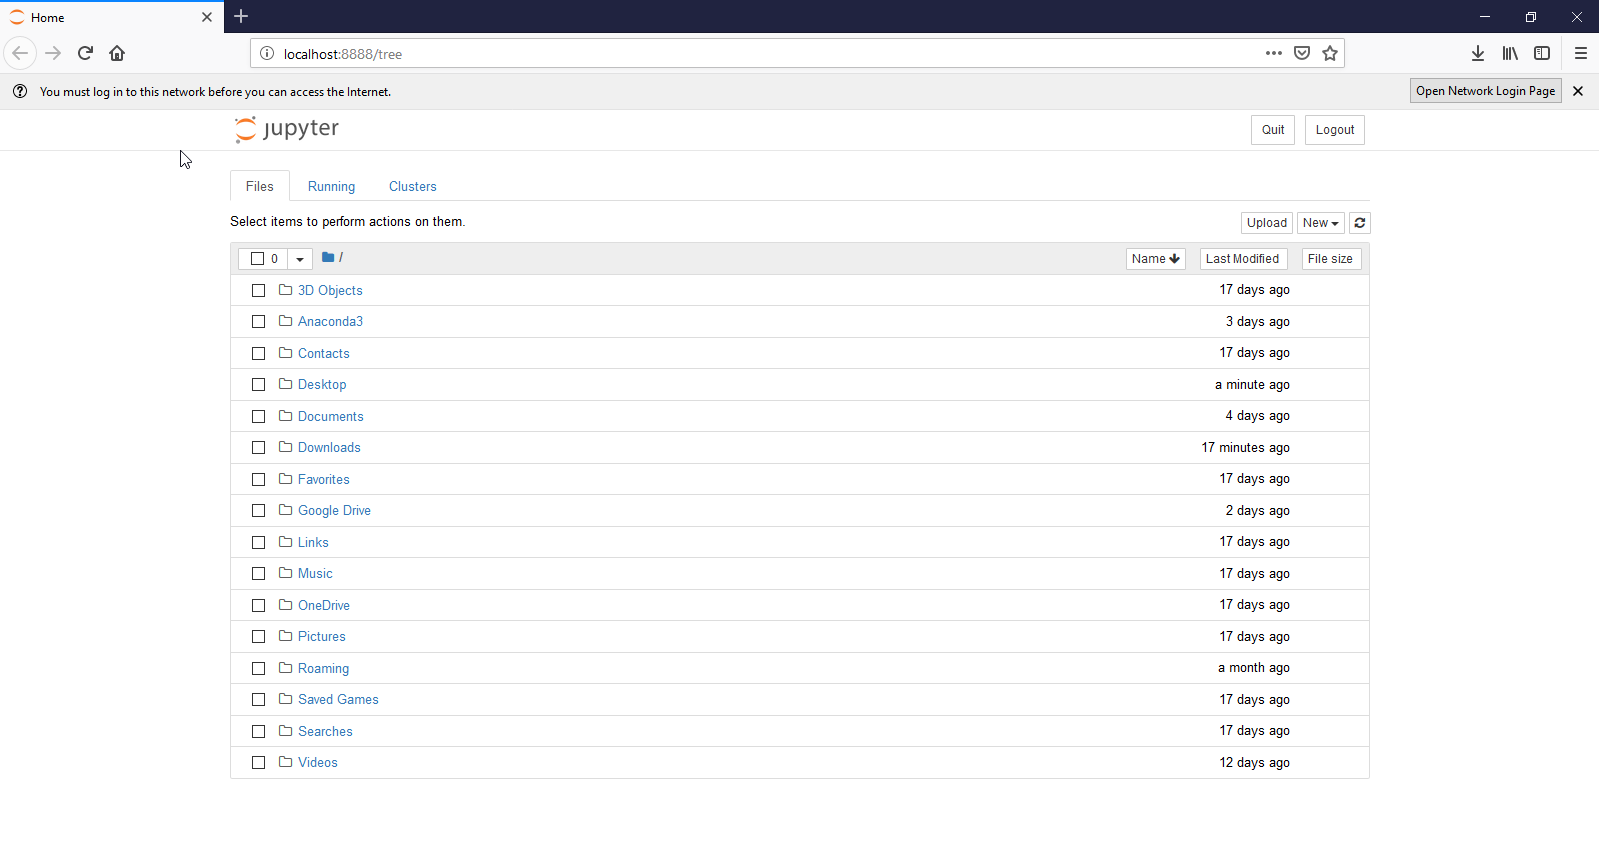 Home
localhost:8888/tree
You must log in to this network before you can access the Internet.
Open Network Login Page
jupyter
Quit
Logout
Files
Running
Clusters
Select items to perform actions on them.
Upload
New
0
/
Name
Last Modified
File size
3D Objects 17 days ago
Anaconda3 3 days ago
Contacts 17 days ago
Desktop a minute ago
Documents 4 days ago
Downloads 17 minutes ago
Favorites 17 days ago
Google Drive 2 days ago
Links 17 days ago
Music 17 days ago
OneDrive 17 days ago
Pictures 17 days ago
Roaming a month ago
Saved Games 17 days ago
Searches 17 days ago
Videos 12 days ago